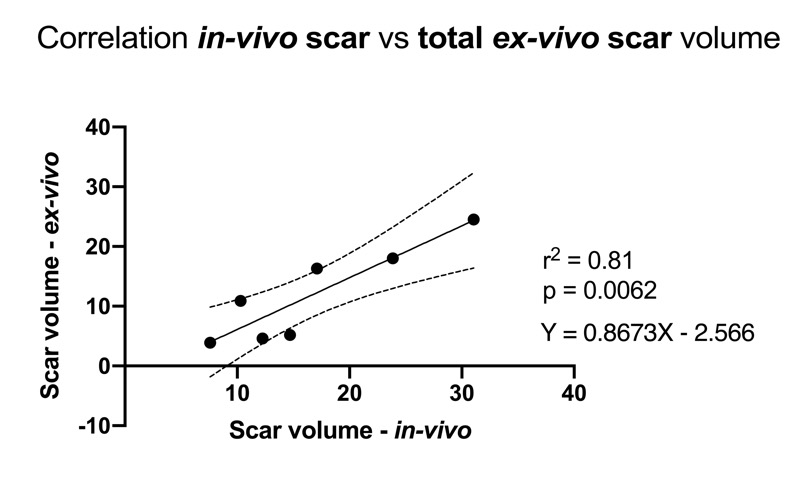 Correlation in-vivo scar vs total ex-vivo scar volume
40
30
20
10
0
-10
Scar volume - ex-vivo
10 20 30 40
Scar volume - in-vivo
r² = 0.81
p = 0.0062
Y = 0.8673X - 2.566